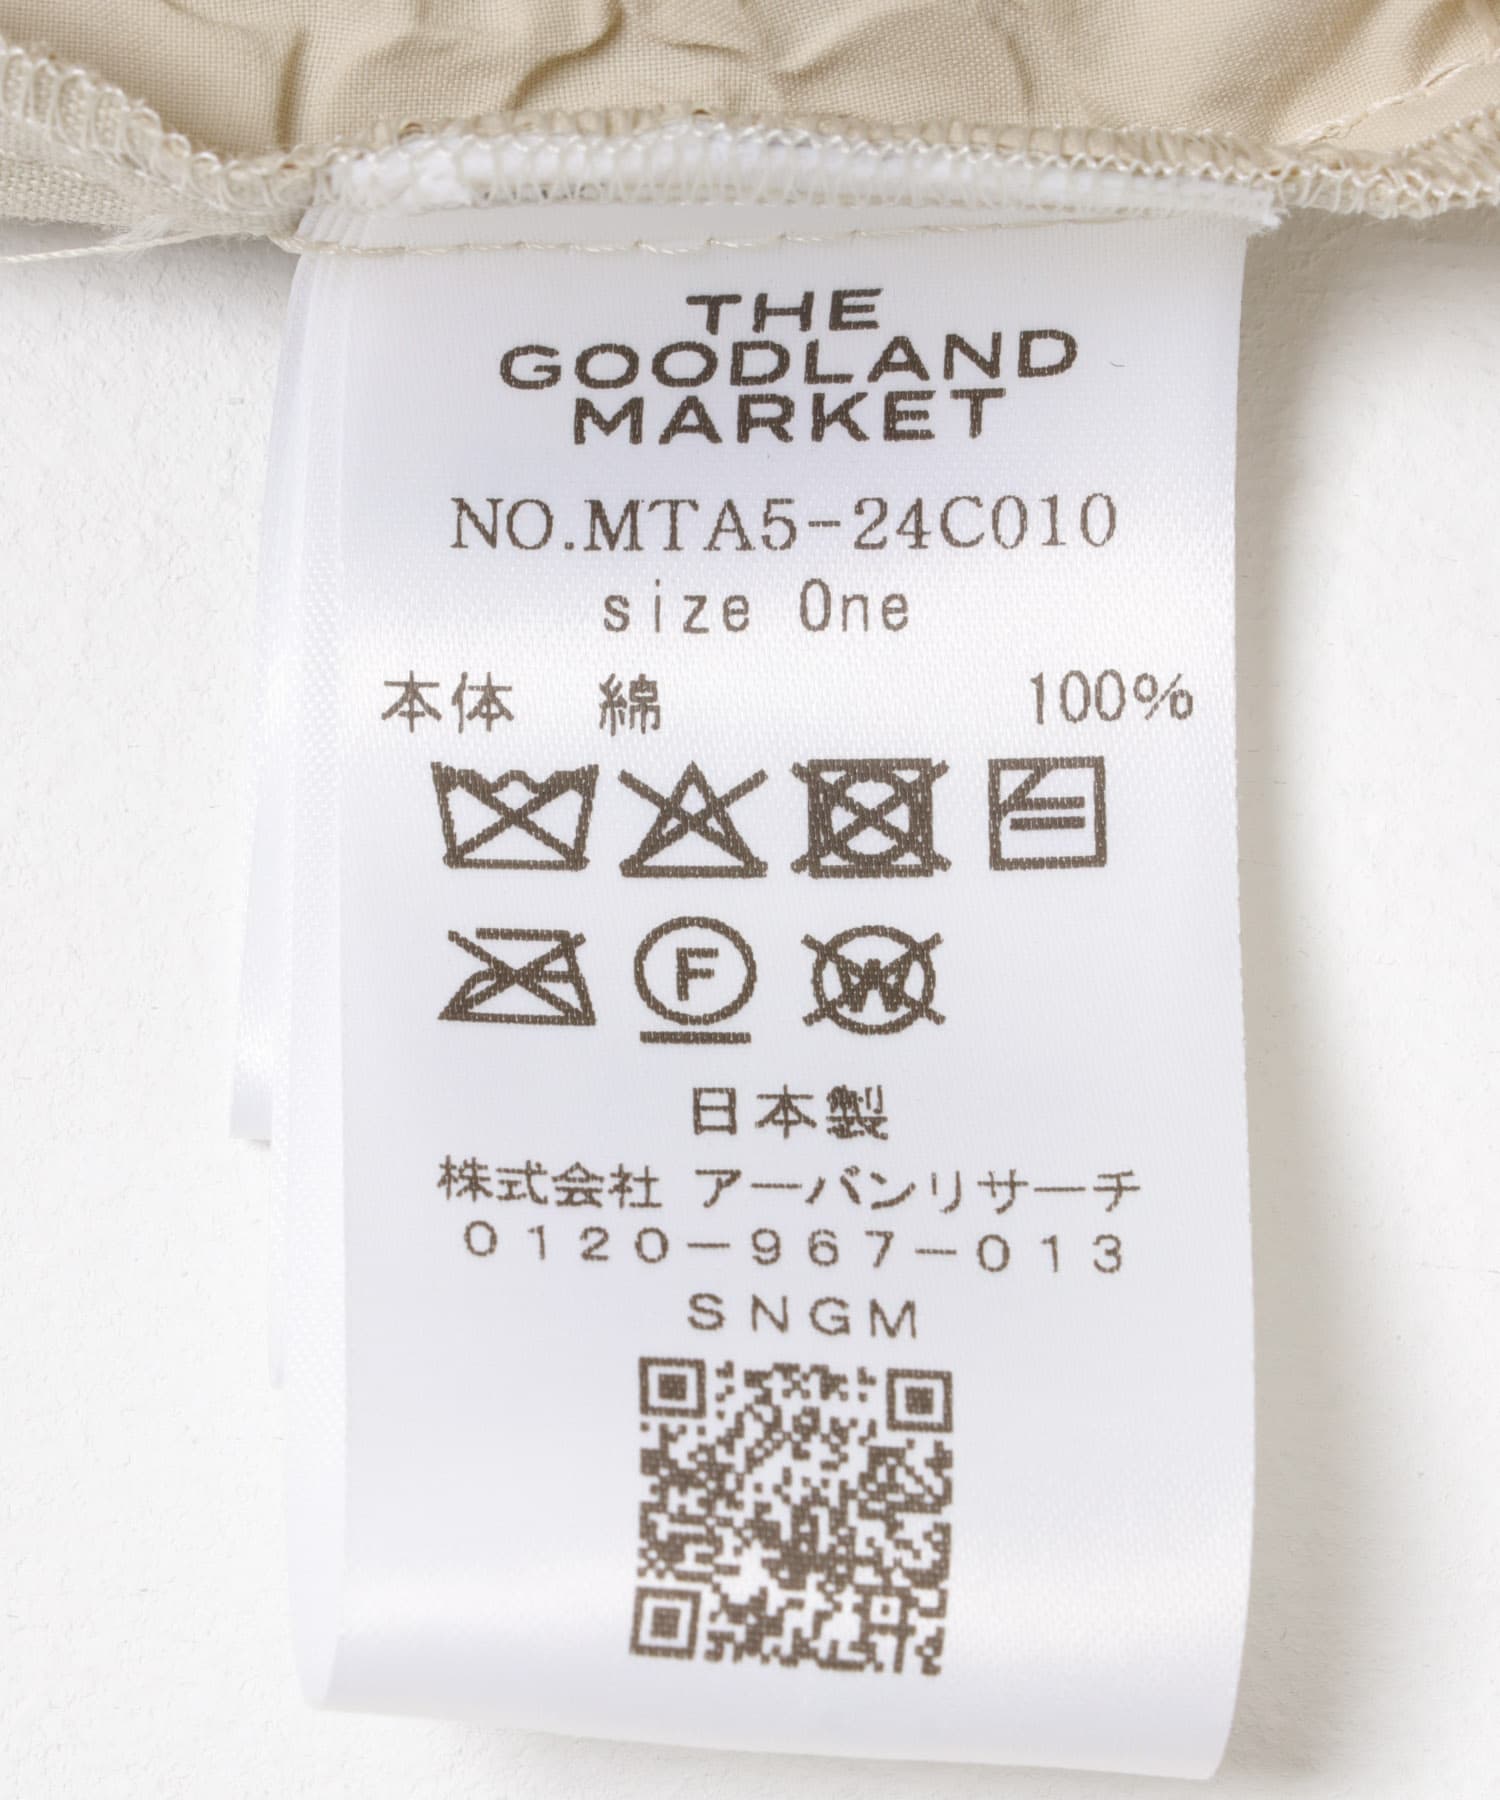 THE
GOODLAND
MARKET
NO.MTA5-24C010
size One
本体 綿 100%
F
W
日本製
株式会社 アーバンリサーチ
0120-967-013
SNGM